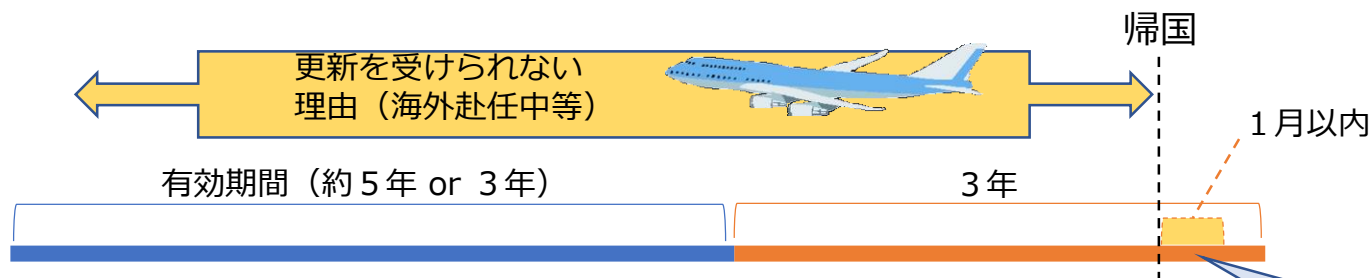 帰国
更新を受けられない
理由（海外赴任中等）
１月以内
有効期間（約５年 or ３年）
３年